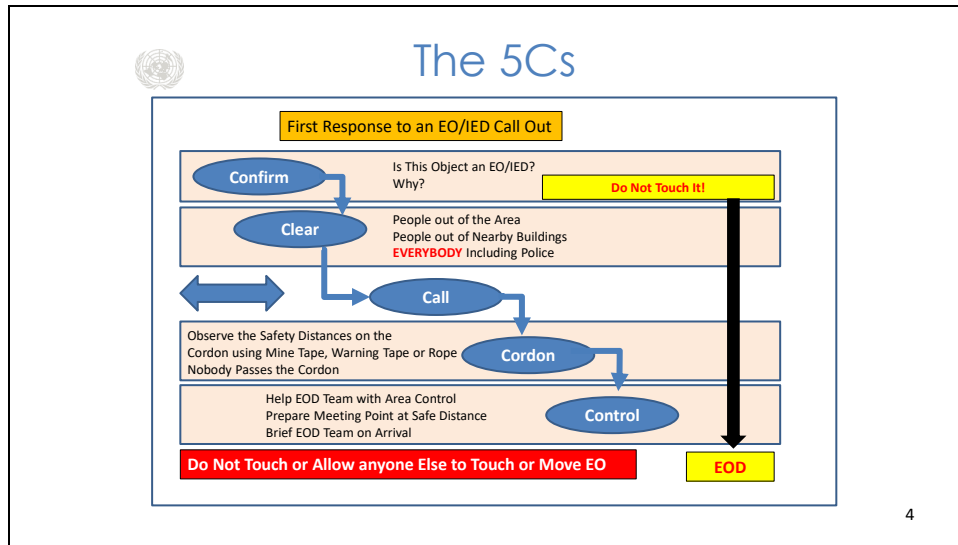 The 5Cs
First Response to an EO/IED Call Out
Confirm
Is This Object an EO/IED?
Why?
Do Not Touch It!
Clear
People out of the Area
People out of Nearby Buildings
EVERYBODY Including Police
Call
Observe the Safety Distances on the
Cordon using Mine Tape, Warning Tape or Rope
Nobody Passes the Cordon
Cordon
Help EOD Team with Area Control
Prepare Meeting Point at Safe Distance
Brief EOD Team on Arrival
Control
Do Not Touch or Allow anyone Else to Touch or Move EO
EOD
4